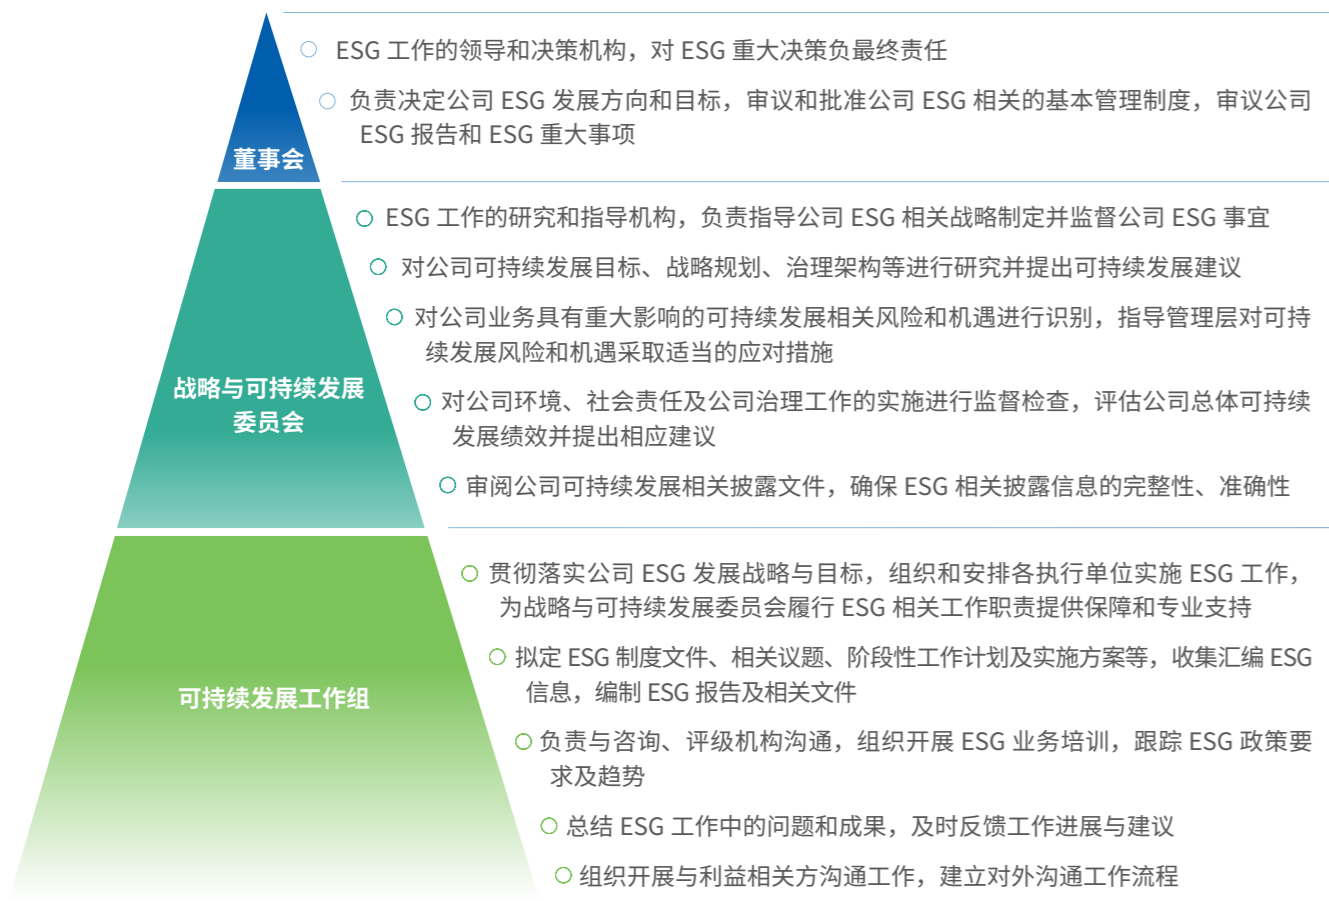 ESG 工作的领导和决策机构，对 ESG 重大决策负最终责任
负责决定公司 ESG 发展方向和目标，审议和批准公司 ESG 相关的基本管理制度，审议公司
ESG 报告和 ESG 重大事项
董事会
ESG 工作的研究和指导机构，负责指导公司 ESG 相关战略制定并监督公司 ESG 事宜
对公司可持续发展目标、战略规划、治理架构等进行研究并提出可持续发展建议
对公司业务具有重大影响的可持续发展相关风险和机遇进行识别，指导管理层对可持
续发展风险和机遇采取适当的应对措施
战略与可持续发展
委员会
对公司环境、社会责任及公司治理工作的实施进行监督检查，评估公司总体可持续
发展绩效并提出相应建议
审阅公司可持续发展相关披露文件，确保 ESG 相关披露信息的完整性、准确性
贯彻落实公司 ESG 发展战略与目标，组织和安排各执行单位实施 ESG 工作，
为战略与可持续发展委员会履行 ESG 相关工作职责提供保障和专业支持
拟定 ESG 制度文件、相关议题、阶段性工作计划及实施方案等，收集汇编 ESG
信息，编制 ESG 报告及相关文件
可持续发展工作组
负责与咨询、评级机构沟通，组织开展 ESG 业务培训，跟踪 ESG 政策要
求及趋势
总结 ESG 工作中的问题和成果，及时反馈工作进展与建议
组织开展与利益相关方沟通工作，建立对外沟通工作流程